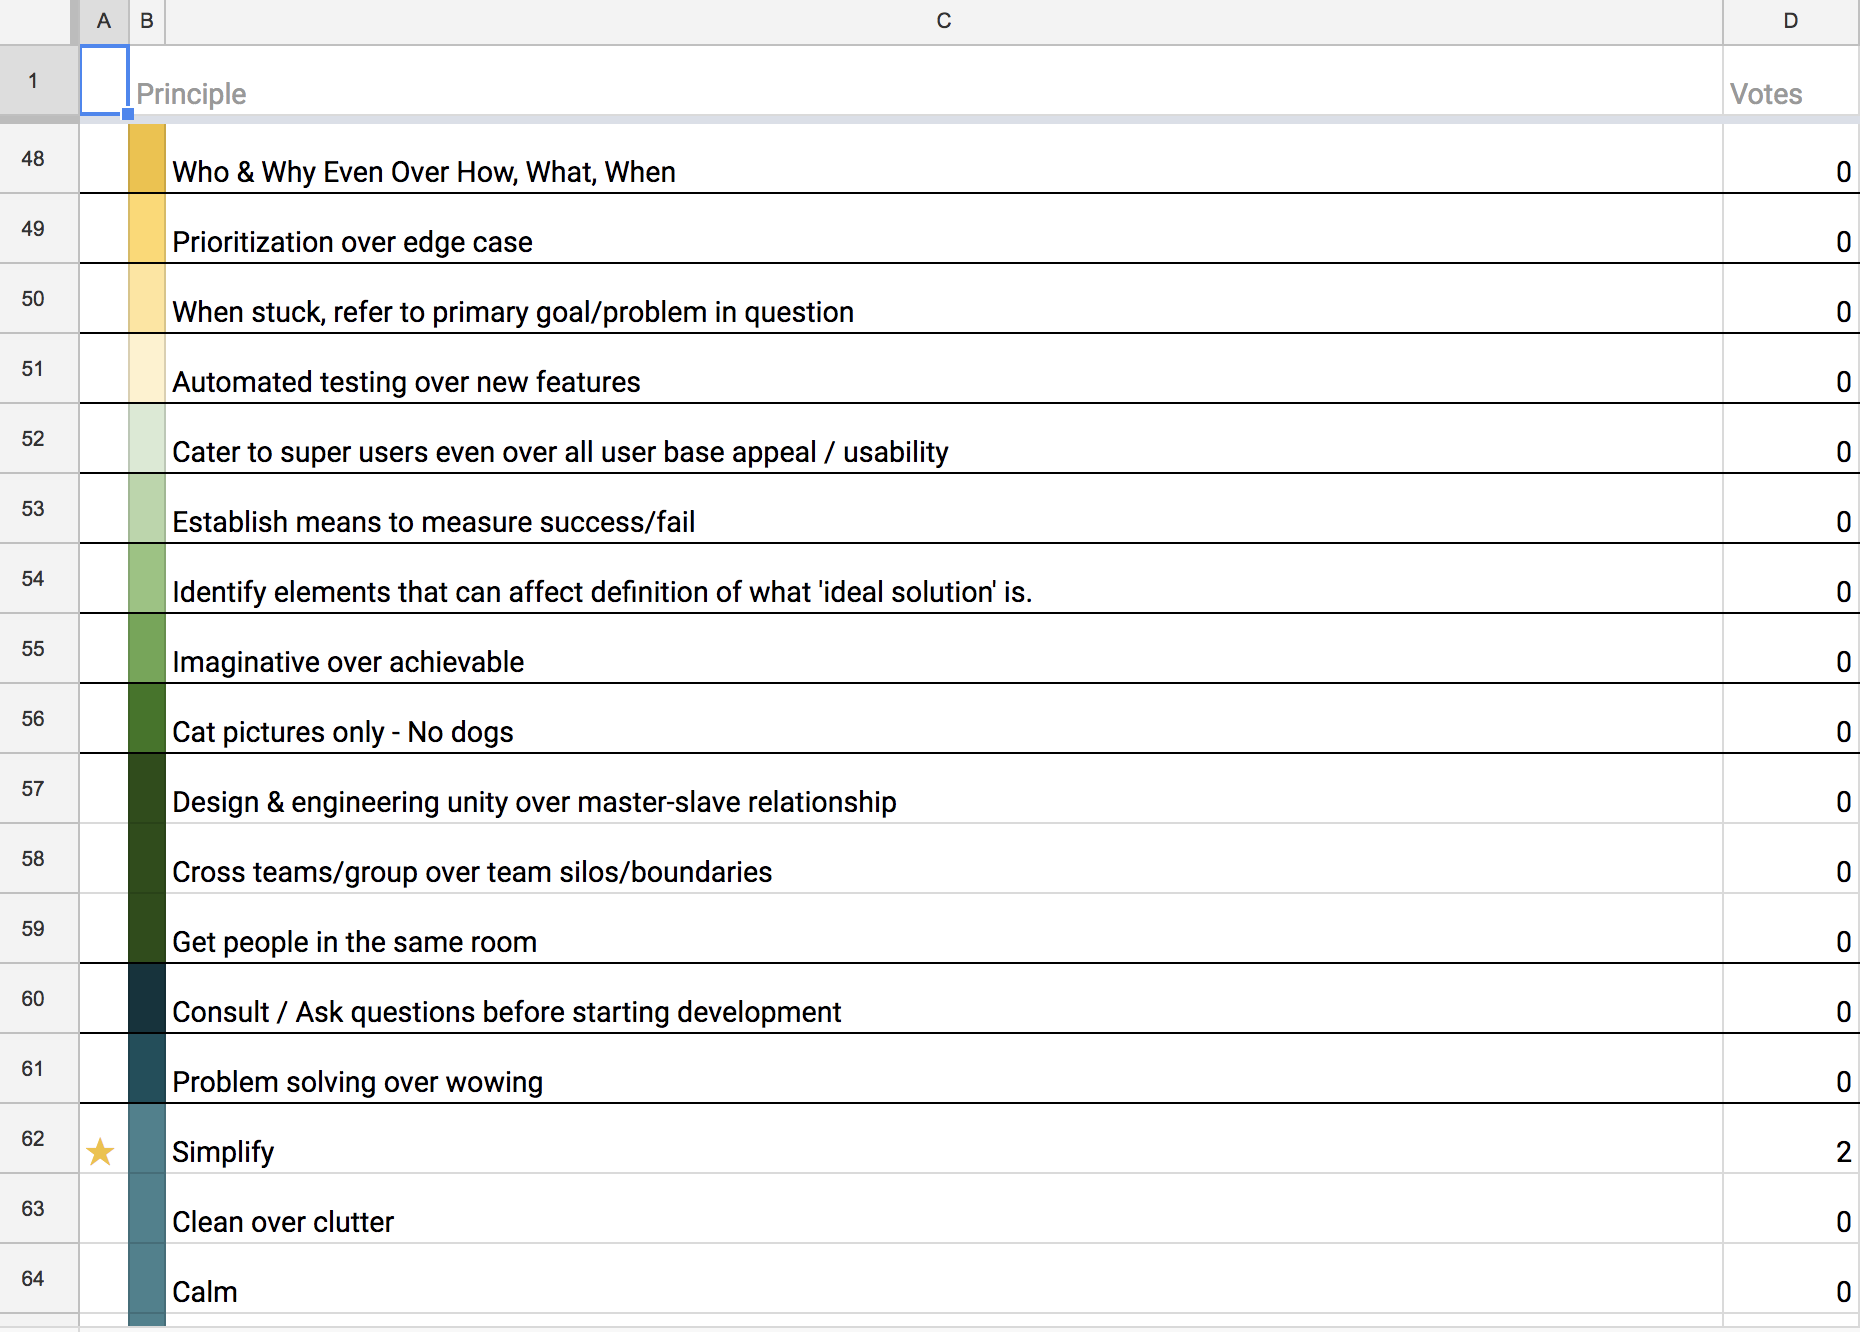 A B C D
1 Principle Votes
48 Who & Why Even Over How, What, When 0
49 Prioritization over edge case 0
50 When stuck, refer to primary goal/problem in question 0
51 Automated testing over new features 0
52 Cater to super users even over all user base appeal / usability 0
53 Establish means to measure success/fail 0
54 Identify elements that can affect definition of what 'ideal solution' is. 0
55 Imaginative over achievable 0
56 Cat pictures only - No dogs 0
57 Design & engineering unity over master-slave relationship 0
58 Cross teams/group over team silos/boundaries 0
59 Get people in the same room 0
60 Consult / Ask questions before starting development 0
61 Problem solving over wowing 0
62 ★ Simplify 2
63 Clean over clutter 0
64 Calm 0